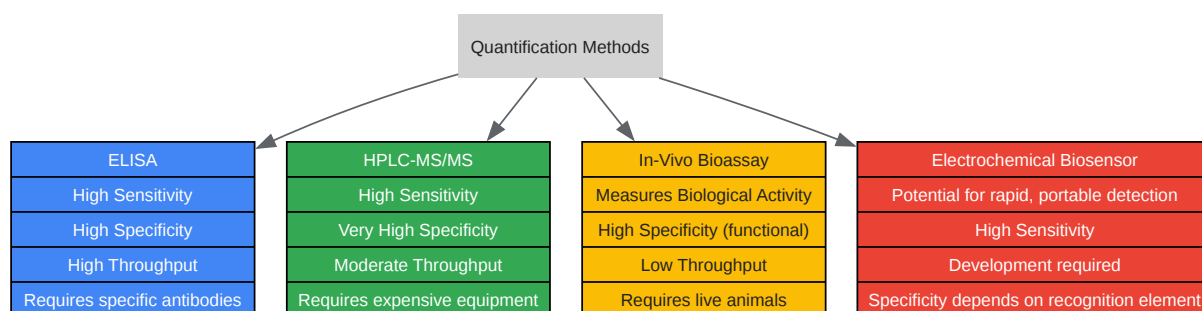 Quantification Methods
ELISA
High Sensitivity
High Specificity
High Throughput
Requires specific antibodies
HPLC-MS/MS
High Sensitivity
Very High Specificity
Moderate Throughput
Requires expensive equipment
In-Vivo Bioassay
Measures Biological Activity
High Specificity (functional)
Low Throughput
Requires live animals
Electrochemical Biosensor
Potential for rapid, portable detection
High Sensitivity
Development required
Specificity depends on recognition element